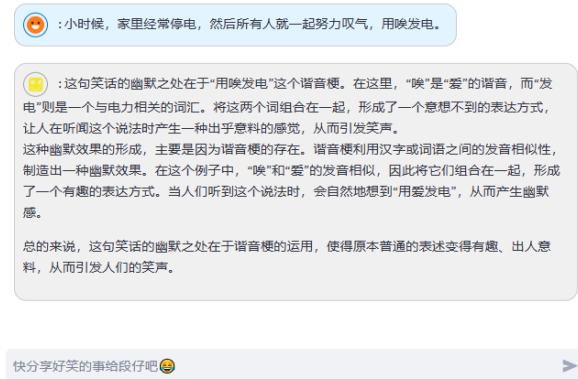 :小时候，家里经常停电，然后所有人就一起努力叹气，用唉发电。
:这句笑话的幽默之处在于“用唉发电”这个谐音梗。在这里，“唉”是“爱”的谐音，而“发
电”则是一个与电力相关的词汇。将这两个词组合在一起，形成了一个意想不到的表达方式，
让人在听闻这个说法时产生一种出乎意料的感觉，从而引发笑声。
这种幽默效果的形成，主要是因为谐音梗的存在。谐音梗利用汉字或词语之间的发音相似性，
制造出一种幽默效果。在这个例子中，“唉”和“爱”的发音相似，因此将它们组合在一起，形成
了一个有趣的表达方式。当人们听到这个说法时，会自然地想到“用爱发电”，从而产生幽默
感。
总的来说，这句笑话的幽默之处在于谐音梗的运用，使得原本普通的表述变得有趣、出人意
料，从而引发人们的笑声。
快分享好笑的事给段仔吧😂